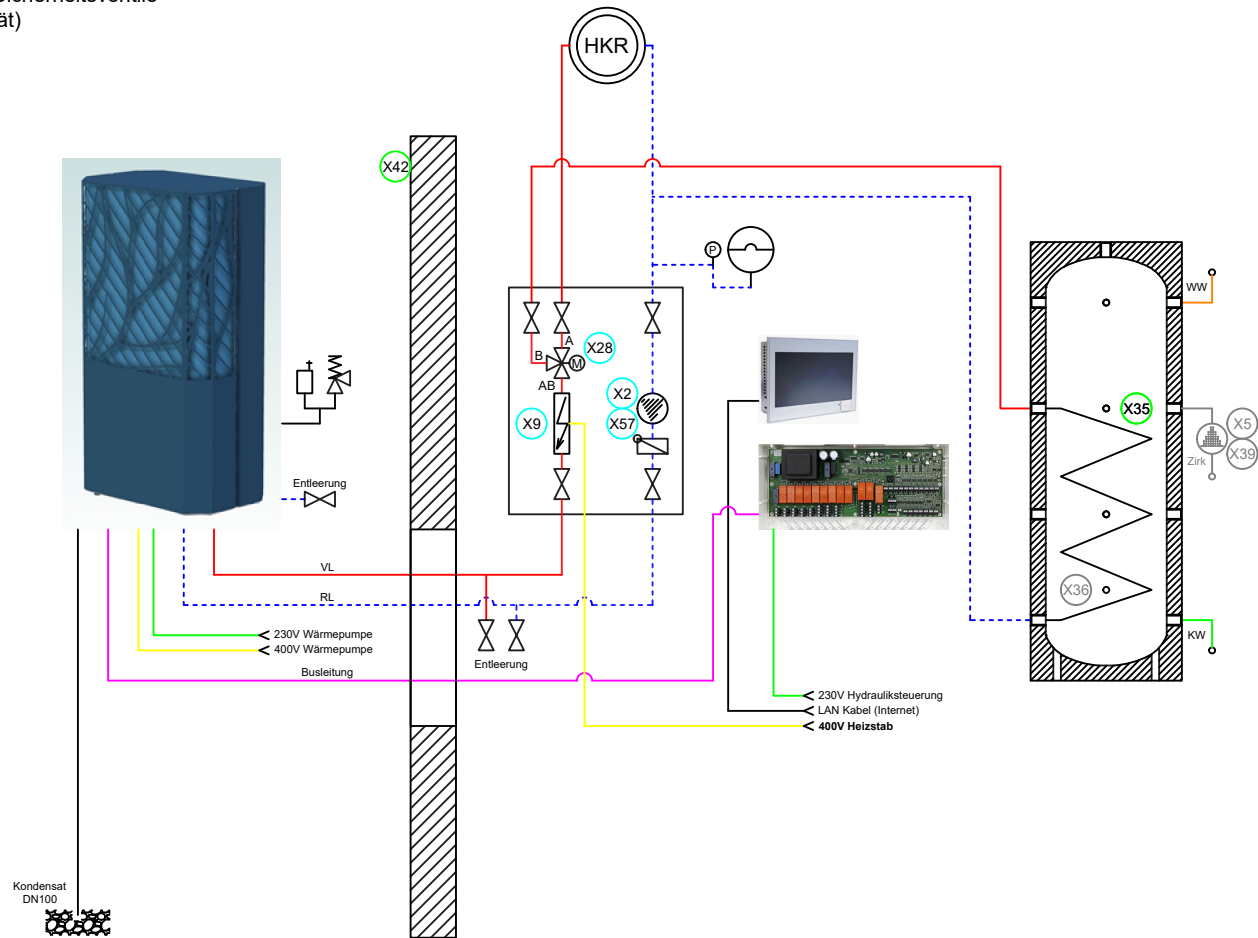 ät)
HKR
X42
P
WW
A
B
M
X28
AB
X9
X2
X57
X35
X5
X39
Zirk
Entleerung
VL
RL
X36
230V Wärmepumpe
400V Wärmepumpe
Entleerung
KW
Busleitung
230V Hydrauliksteuerung
LAN Kabel (Internet)
400V Heizstab
Kondensat
DN100